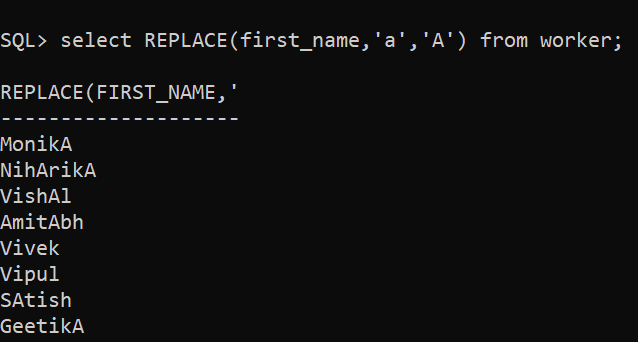 SQL> select REPLACE(first_name,'a','A') from worker;
REPLACE(FIRST_NAME,'
--------------------
MonikA
NihArikA
VishAl
AmitAbh
Vivek
Vipul
SAtish
GeetikA